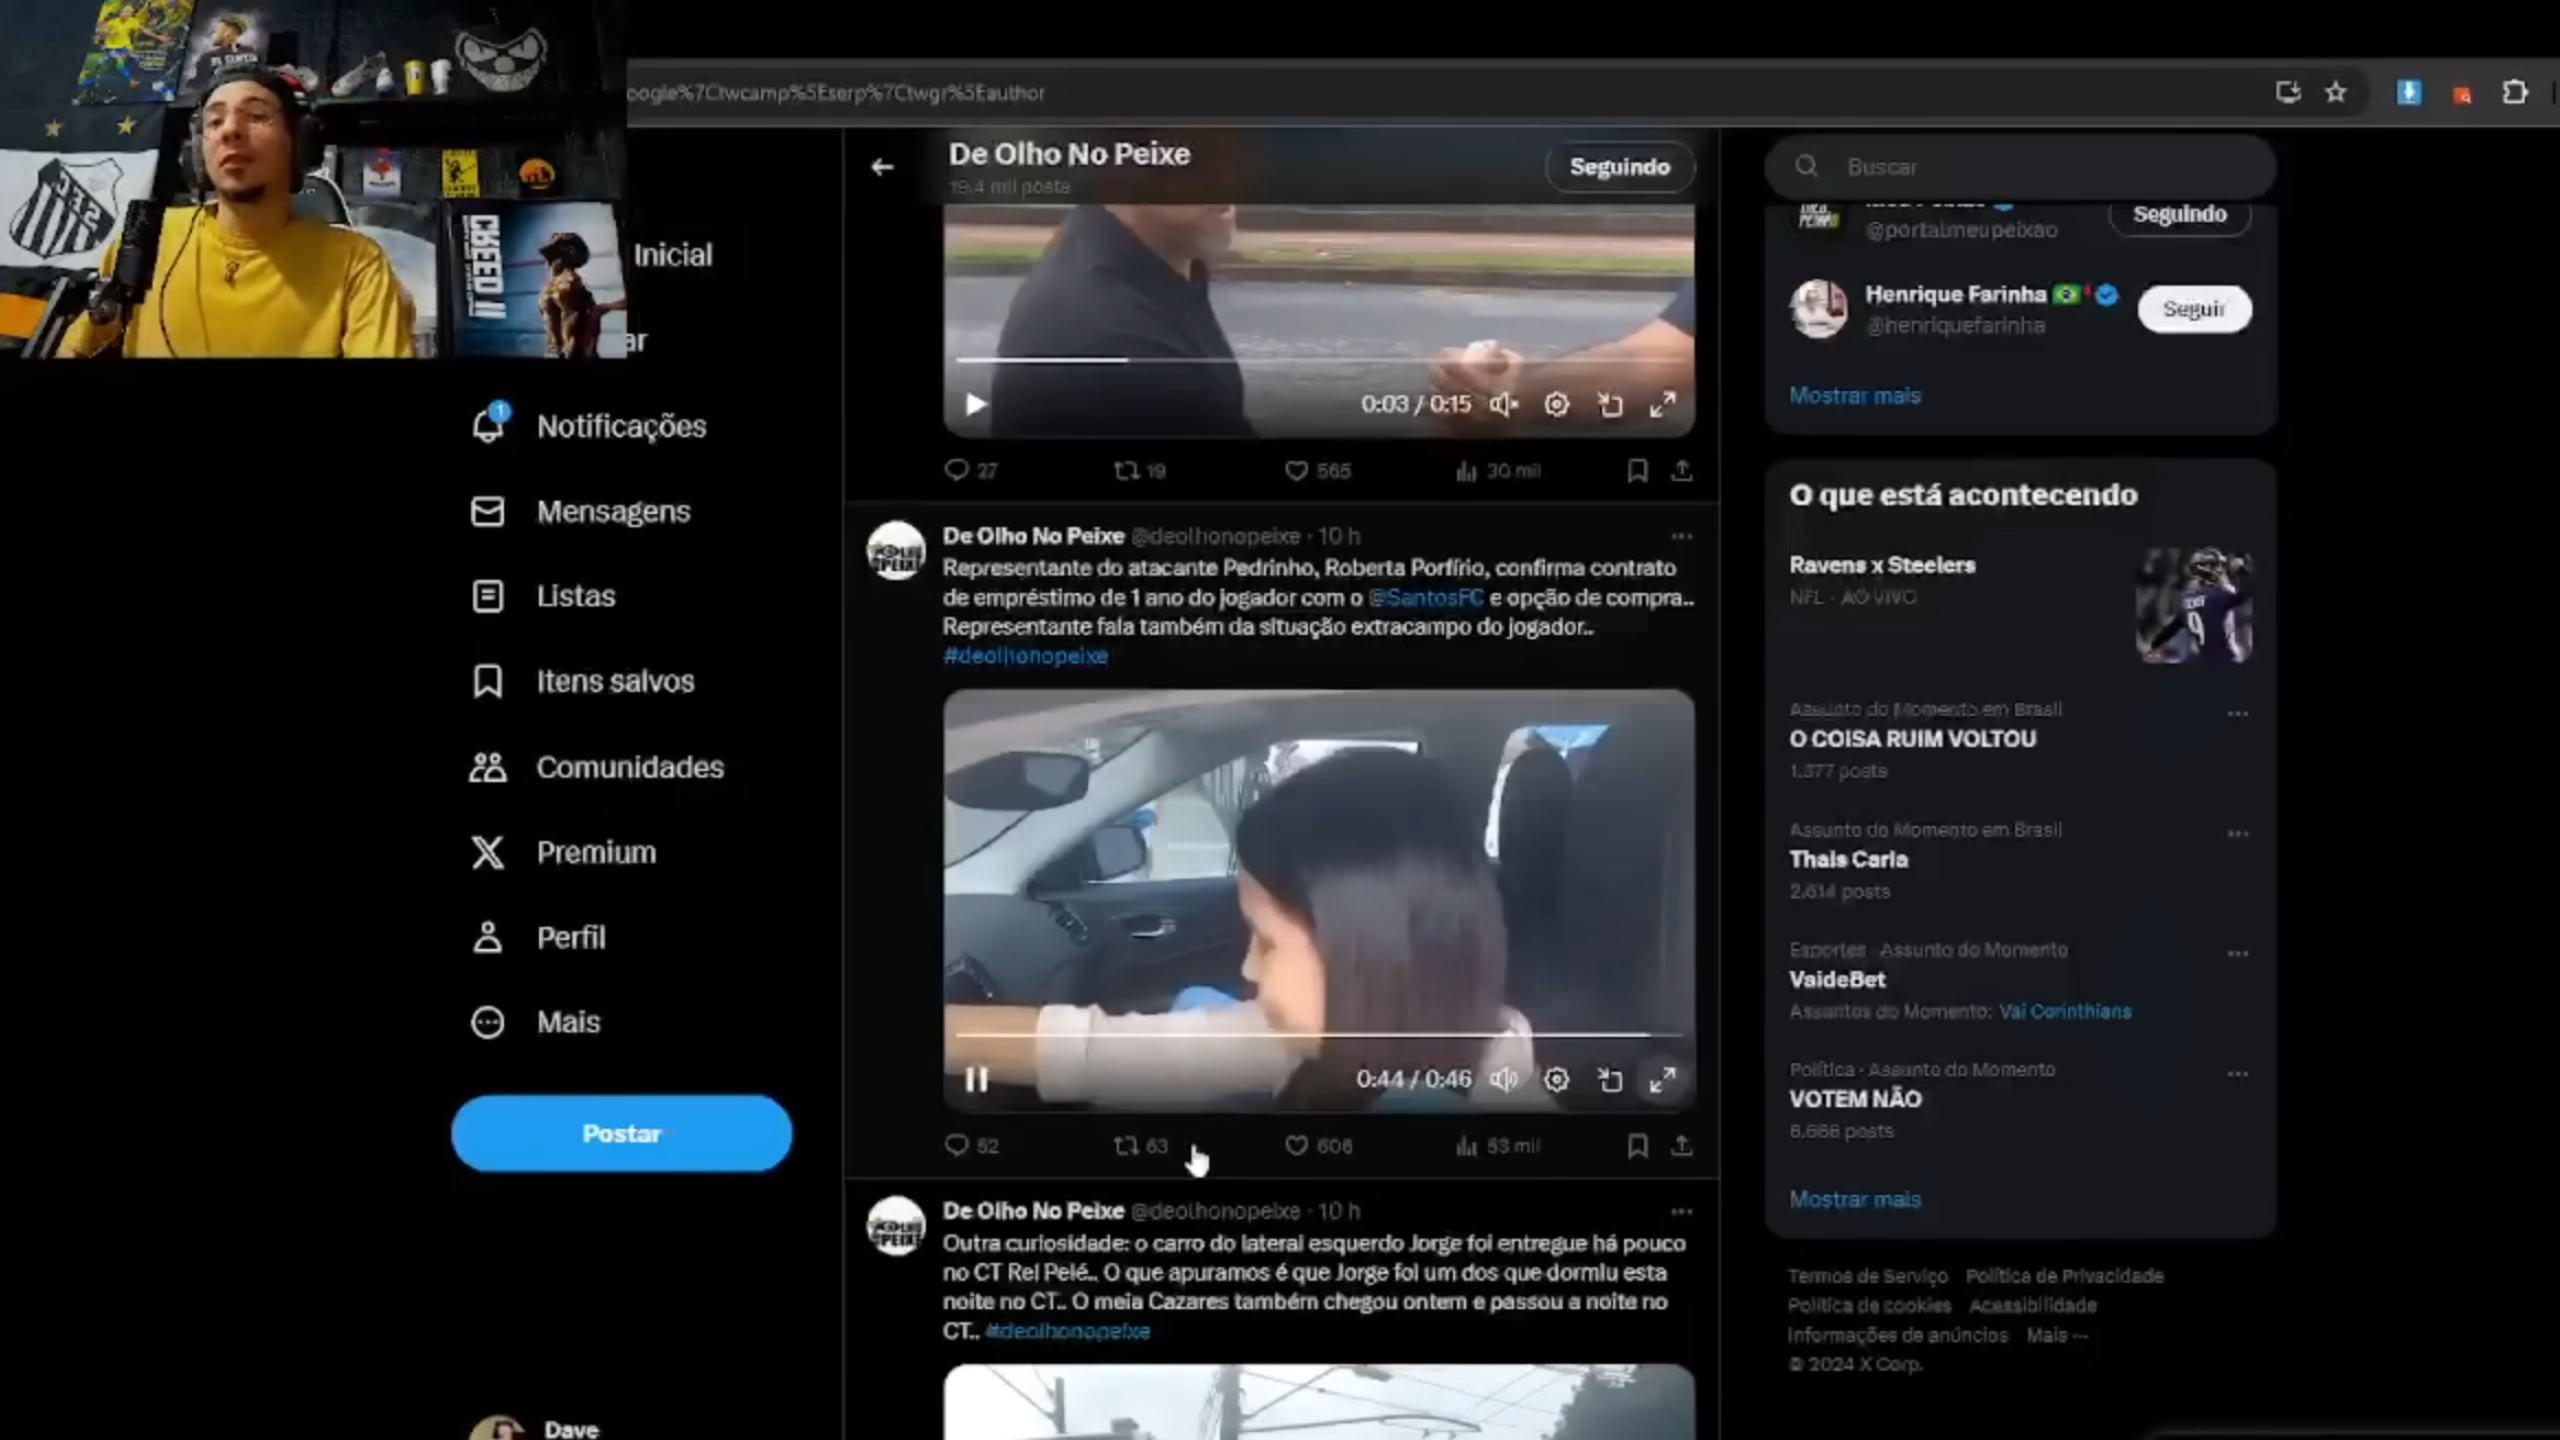 oogle%7Ctwcamp%5Eserp%7Ctwgr%5Eauthor
CREED II
De Olho No Peixe
19.4 mil posts
Seguindo
Buscar
@portalmeupeixao
Seguindo
Henrique Farinha
@henriquefarinha
Seguir
Mostrar mais
Inicial
ar
1
Notificações
Mensagens
Listas
Itens salvos
Comunidades
Premium
Perfil
Mais
Postar
Dave
0:03 / 0:15
27
19
565
30 mil
De Olho No Peixe @deolhonopeixe · 10 h
Representante do atacante Pedrinho, Roberta Porfírio, confirma contrato
de empréstimo de 1 ano do jogador com o @SantosFC e opção de compra..
Representante fala também da situação extracampo do jogador..
#deolhonopeixe
0:44 / 0:46
52
63
606
53 mil
De Olho No Peixe @deolhonopeixe · 10 h
Outra curiosidade: o carro do lateral esquerdo Jorge foi entregue há pouco
no CT Rei Pelé.. O que apuramos é que Jorge foi um dos que dormiu esta
noite no CT.. O meia Cazares também chegou ontem e passou a noite no
CT.. #deolhonopeixe
O que está acontecendo
Ravens x Steelers
NFL · AO VIVO
Assunto do Momento em Brasil
O COISA RUIM VOLTOU
1.377 posts
Assunto do Momento em Brasil
Thais Carla
2.614 posts
Esportes · Assunto do Momento
VaideBet
Assuntos do Momento: Vai Corinthians
Política · Assunto do Momento
VOTEM NÃO
6.666 posts
Mostrar mais
Termos de Serviço Política de Privacidade
Política de cookies Acessibilidade
Informações de anúncios Mais ···
© 2024 X Corp.